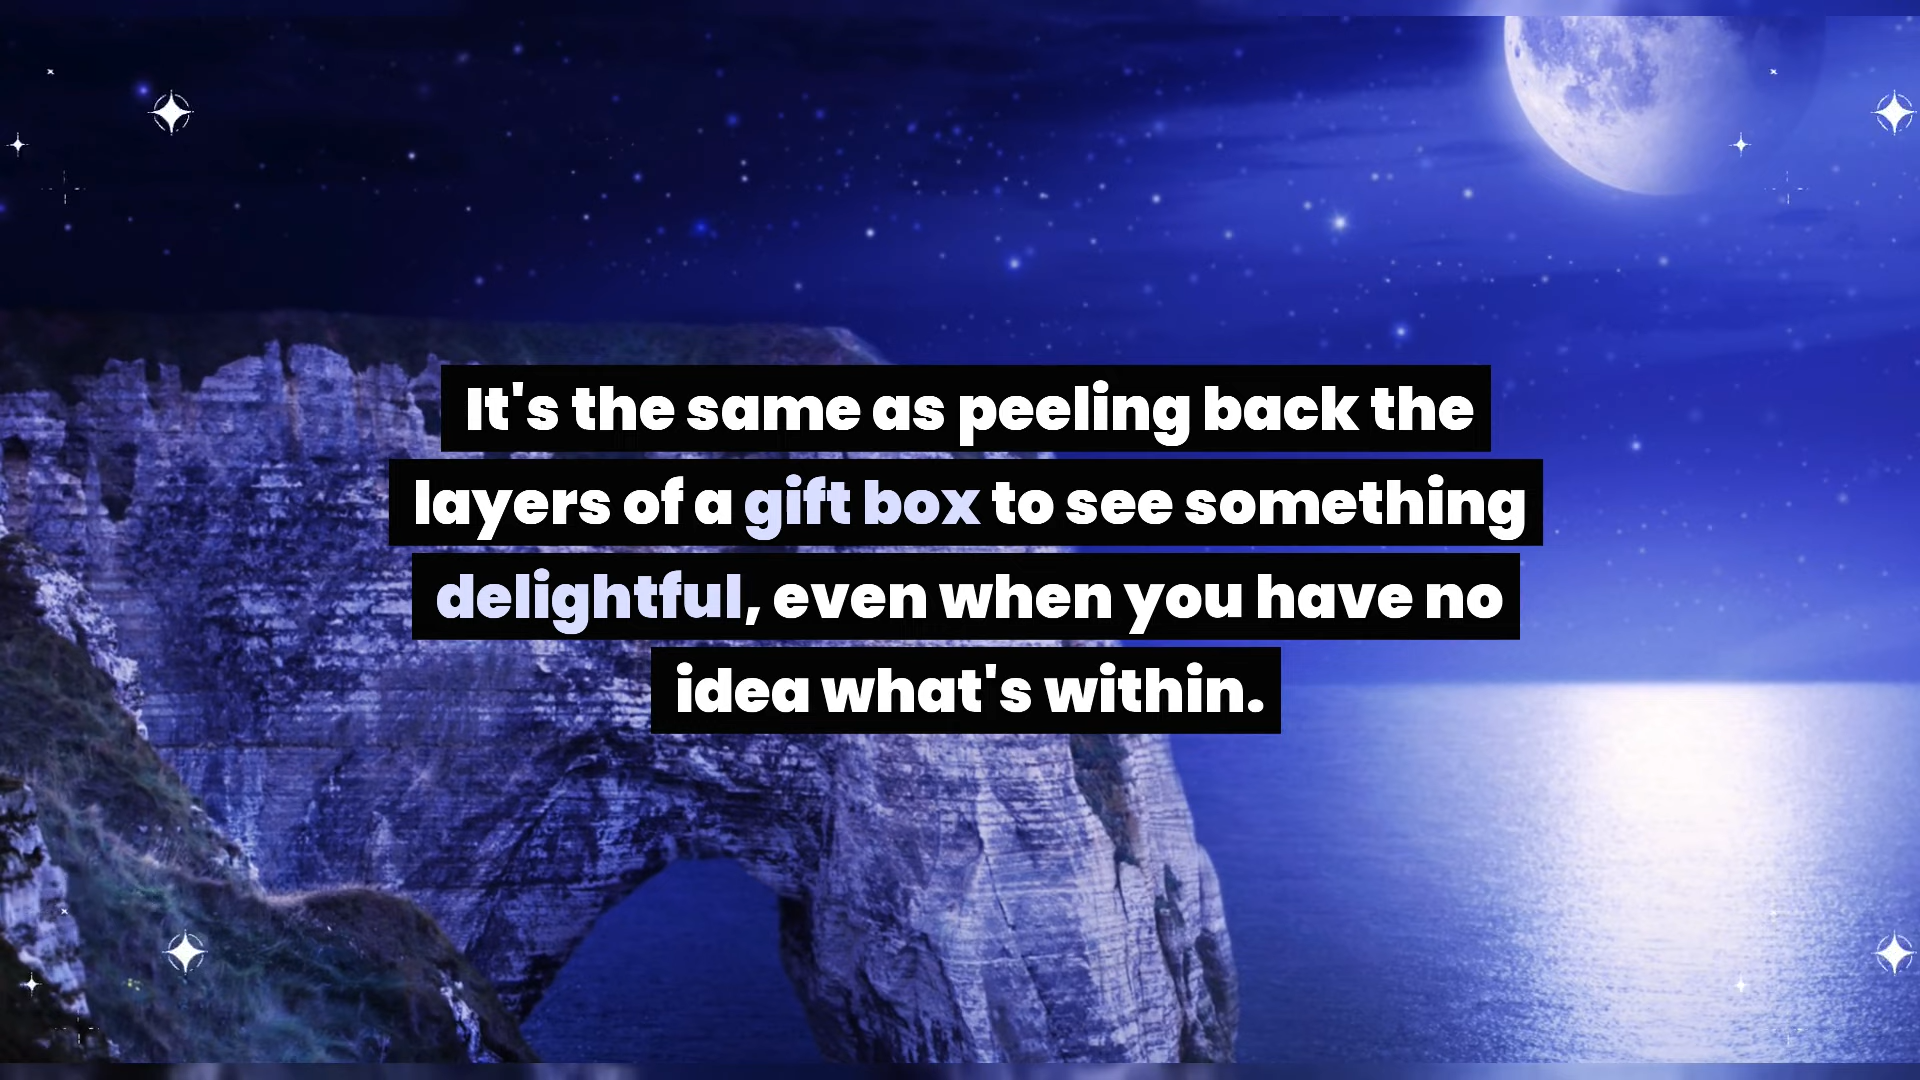 It's the same as peeling back the
layers of a gift box to see something
delightful, even when you have no
idea what's within.